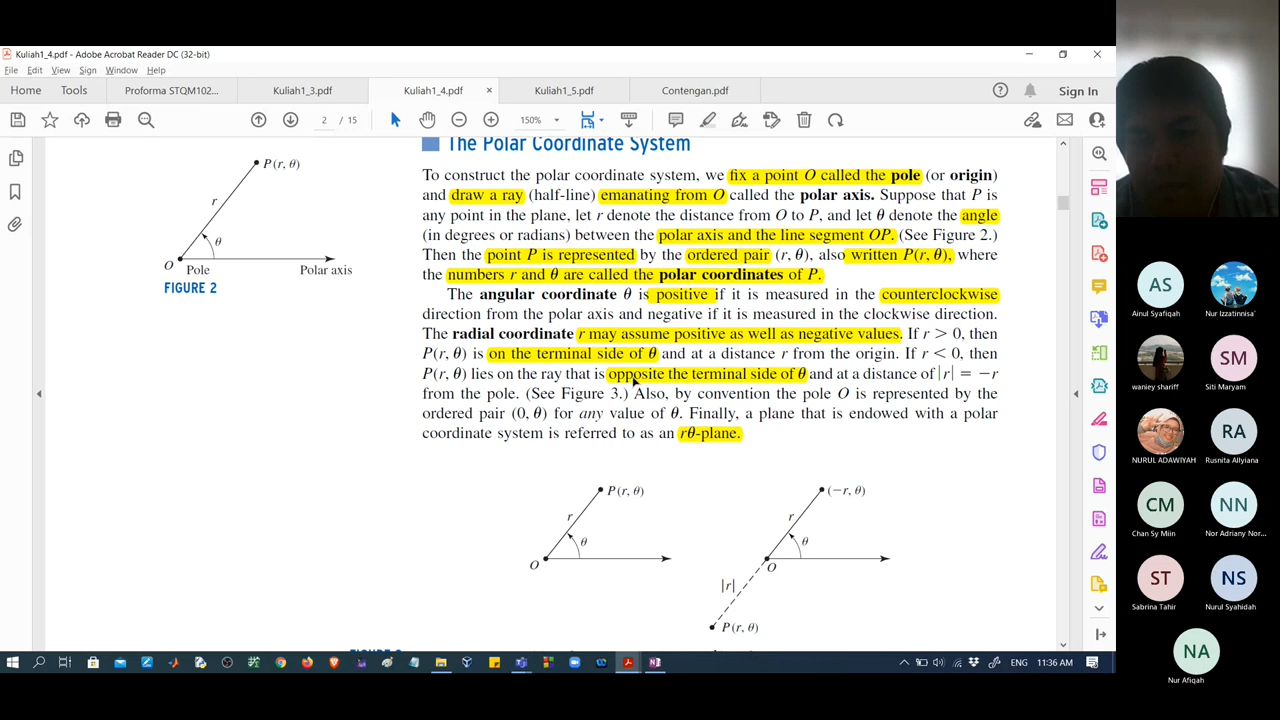 Kuliah1_4.pdf - Adobe Acrobat Reader DC (32-bit)
File Edit View Sign Window Help
Home Tools Proforma STQM102... Kuliah1_3.pdf Kuliah1_4.pdf × Kuliah1_5.pdf Contengan.pdf Sign In
2 / 15 150%
The Polar Coordinate System
To construct the polar coordinate system, we fix a point O called the pole (or origin)
and draw a ray (half-line) emanating from O called the polar axis. Suppose that P is
any point in the plane, let r denote the distance from O to P, and let θ denote the angle
(in degrees or radians) between the polar axis and the line segment OP. (See Figure 2.)
Then the point P is represented by the ordered pair (r, θ), also written P(r, θ), where
the numbers r and θ are called the polar coordinates of P.
The angular coordinate θ is positive if it is measured in the counterclockwise
direction from the polar axis and negative if it is measured in the clockwise direction.
The radial coordinate r may assume positive as well as negative values. If r > 0, then
P(r, θ) is on the terminal side of θ and at a distance r from the origin. If r < 0, then
P(r, θ) lies on the ray that is opposite the terminal side of θ and at a distance of |r| = −r
from the pole. (See Figure 3.) Also, by convention the pole O is represented by the
ordered pair (0, θ) for any value of θ. Finally, a plane that is endowed with a polar
coordinate system is referred to as an rθ-plane.
P(r, θ)
r
θ
O Pole Polar axis
FIGURE 2
P(r, θ)
r
θ
O
(−r, θ)
r
θ
O
|r|
P(r, θ)
AS
Ainul Syafiqah
Nur Izzatinnisa'
waniey shariff
SM
Siti Maryam
NURUL ADAWIYAH
RA
Rusnita Allyiana
CM
Chan Sy Miin
NN
Nor Adriany Nor...
ST
Sabrina Tahir
NS
Nurul Syahidah
NA
Nur Afiqah
ENG 11:36 AM